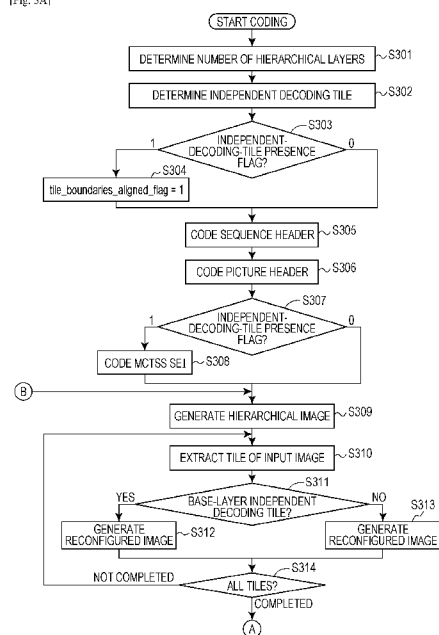 [Fig. 3A]
START CODING
DETERMINE NUMBER OF HIERARCHICAL LAYERS
S301
DETERMINE INDEPENDENT DECODING TILE
S302
S303
1
INDEPENDENT-
DECODING-TILE PRESENCE
FLAG?
0
S304
tile_boundaries_aligned_flag = 1
CODE SEQUENCE HEADER
S305
CODE PICTURE HEADER
S306
S307
1
INDEPENDENT-
DECODING-TILE PRESENCE
FLAG?
0
CODE MCTSS SEI
S308
B
GENERATE HIERARCHICAL IMAGE
S309
EXTRACT TILE OF INPUT IMAGE
S310
S311
YES
BASE-LAYER INDEPENDENT
DECODING TILE?
NO
GENERATE
RECONFIGURED IMAGE
S312
S313
GENERATE
RECONFIGURED IMAGE
S314
NOT COMPLETED
ALL TILES?
COMPLETED
A